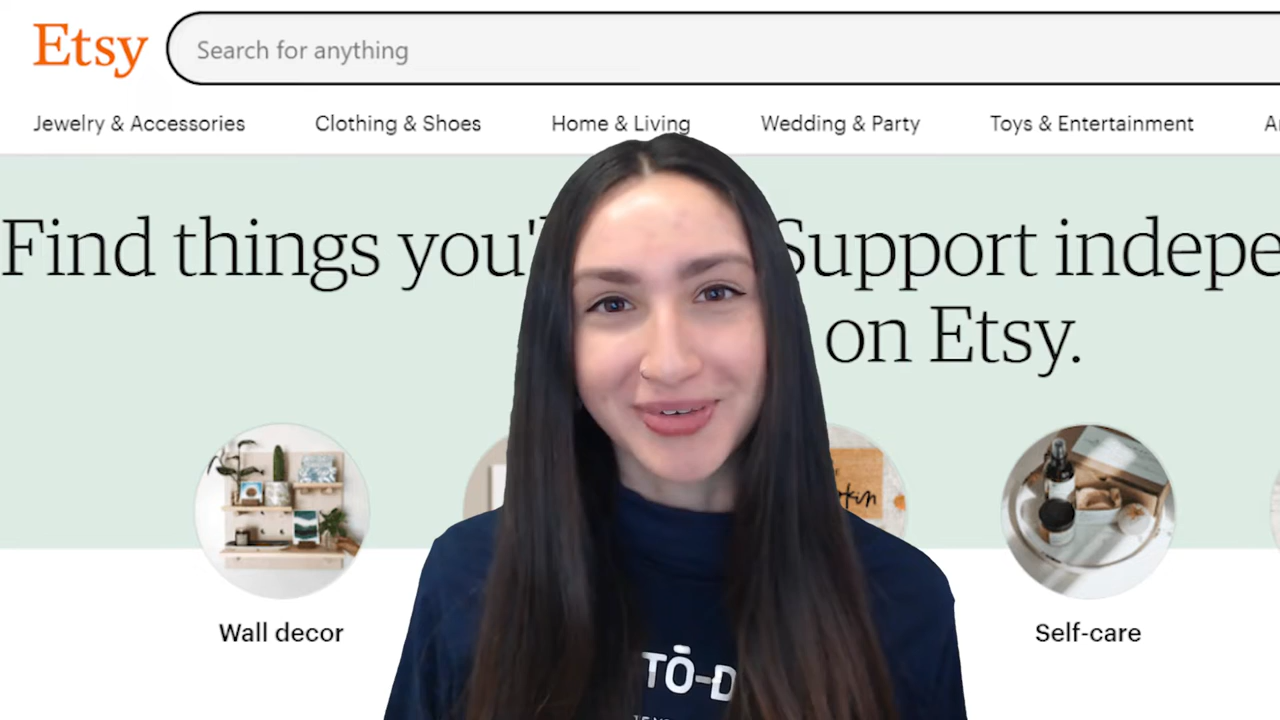 Etsy
Search for anything
Jewelry & Accessories Clothing & Shoes Home & Living Wedding & Party Toys & Entertainment
Find things you' Support indepe
on Etsy.
Wall decor Self-care
TŌ-D